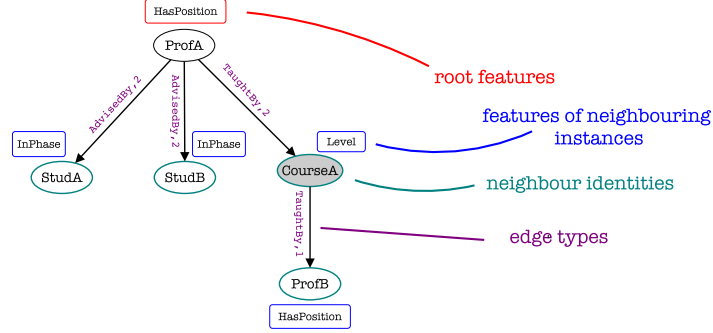 HasPosition
ProfA
root features
AdvisedBy,2
AdvisedBy,2
TaughtBy,2
features of neighbouring
instances
InPhase
InPhase
Level
StudA
StudB
CourseA
neighbour identities
TaughtBy,1
edge types
ProfB
HasPosition